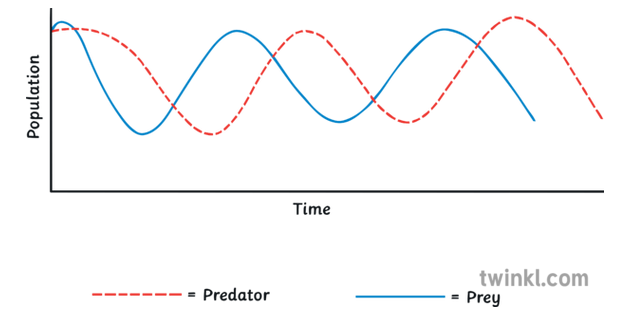 Population
Time
twinkl.com
= Predator
= Prey